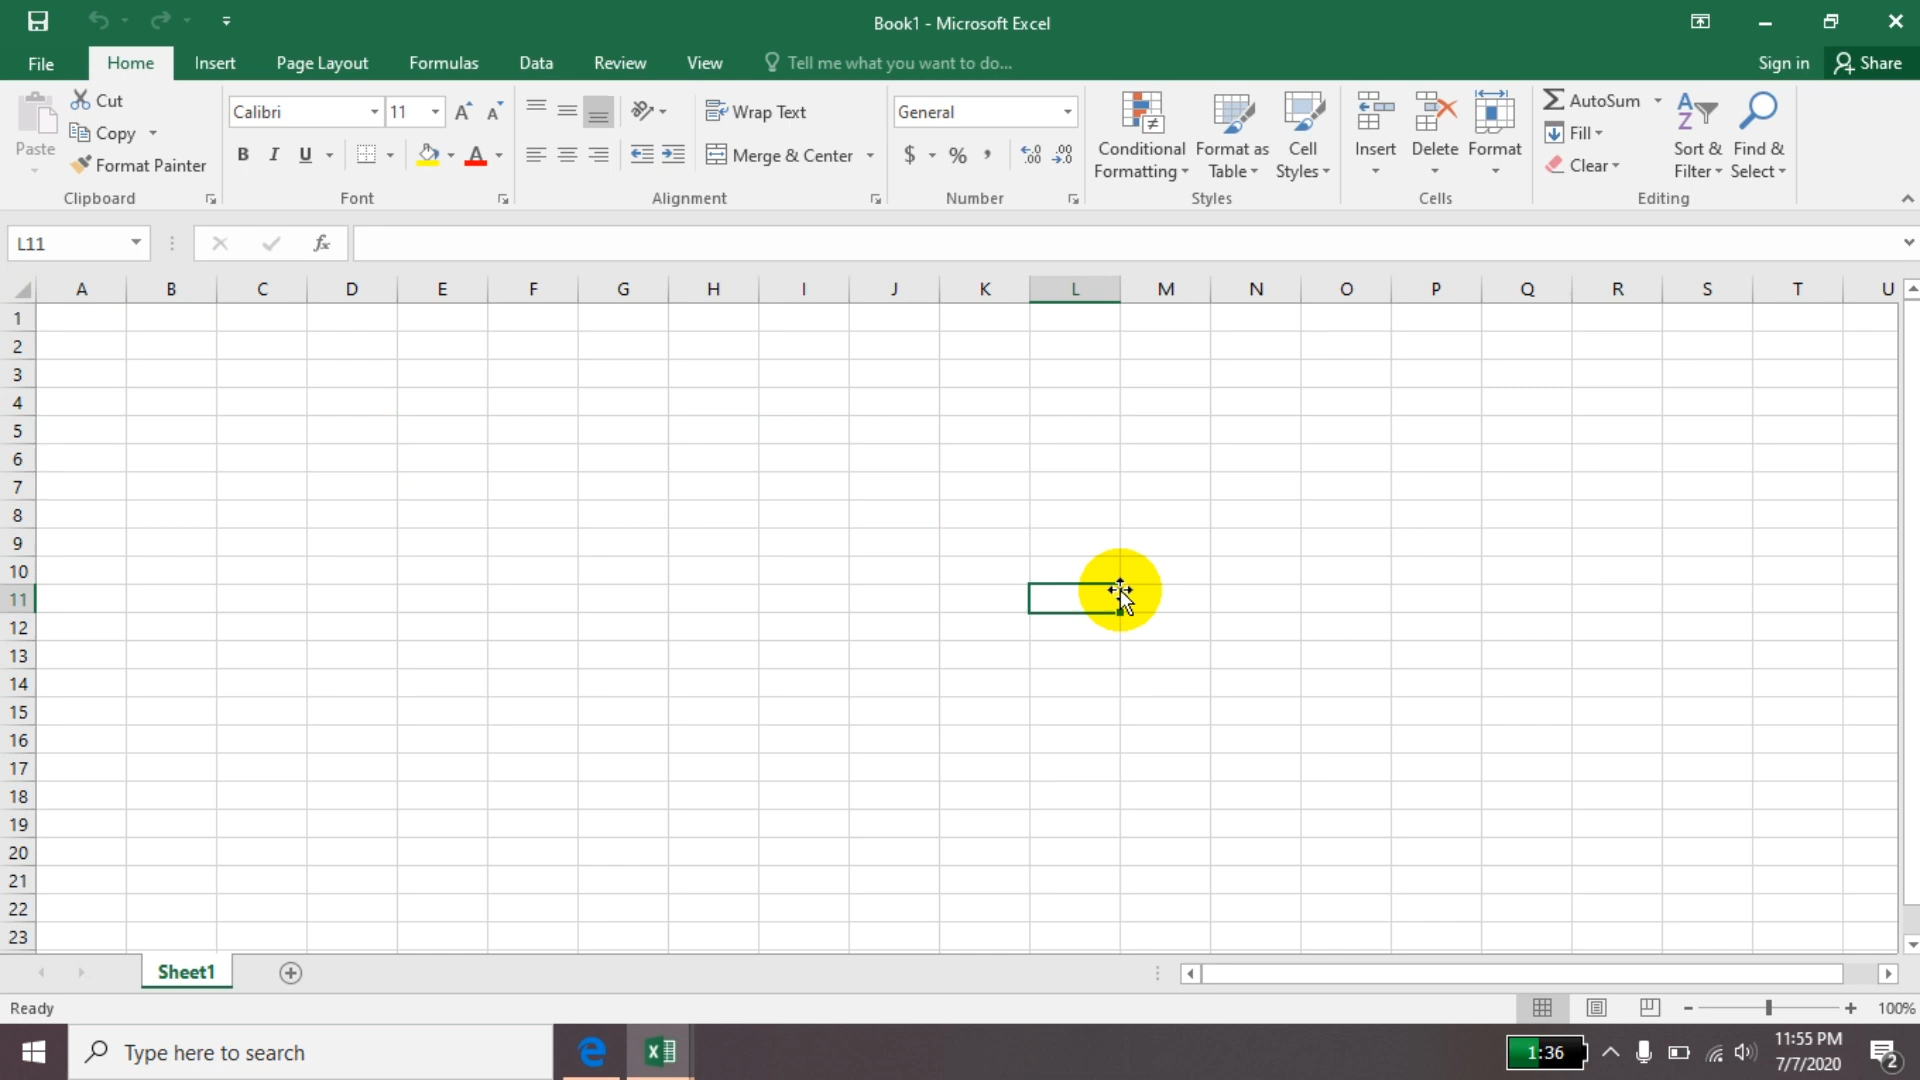 Book1 - Microsoft Excel
File Home Insert Page Layout Formulas Data Review View Tell me what you want to do... Sign in Share
Paste
Cut
Copy
Format Painter
Clipboard
Calibri 11
B I U A
Font
Wrap Text
Merge & Center
Alignment
General
$ % ,
Number
Conditional
Formatting
Format as
Table
Cell
Styles
Styles
Insert Delete Format
Cells
AutoSum
Fill
Clear
Sort &
Filter
Find &
Select
Editing
L11 fx
A B C D E F G H I J K L M N O P Q R S T U
1
2
3
4
5
6
7
8
9
10
11
12
13
14
15
16
17
18
19
20
21
22
23
Sheet1
Ready 100%
Type here to search 1:36 11:55 PM
7/7/2020 2